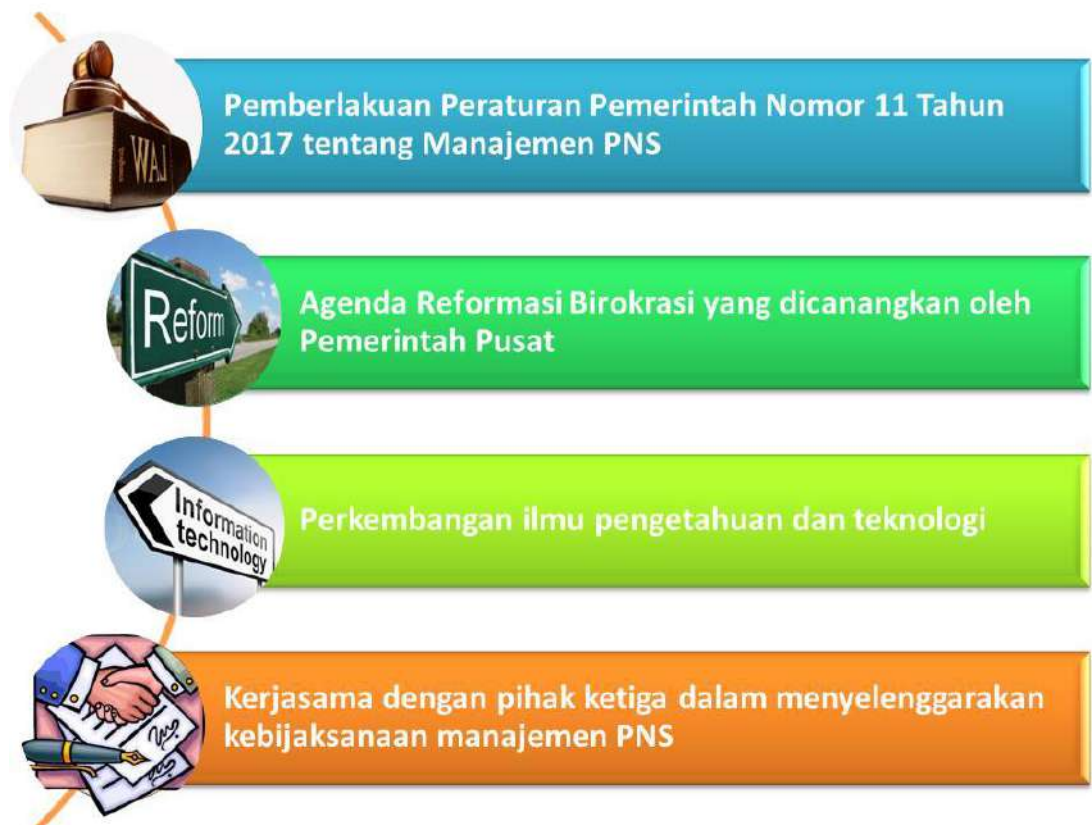 Pemberlakuan Peraturan Pemerintah Nomor 11 Tahun
2017 tentang Manajemen PNS
LAW
Reform
Agenda Reformasi Birokrasi yang dicanangkan oleh
Pemerintah Pusat
Information
technology
Perkembangan ilmu pengetahuan dan teknologi
Kerjasama dengan pihak ketiga dalam menyelenggarakan
kebijaksanaan manajemen PNS